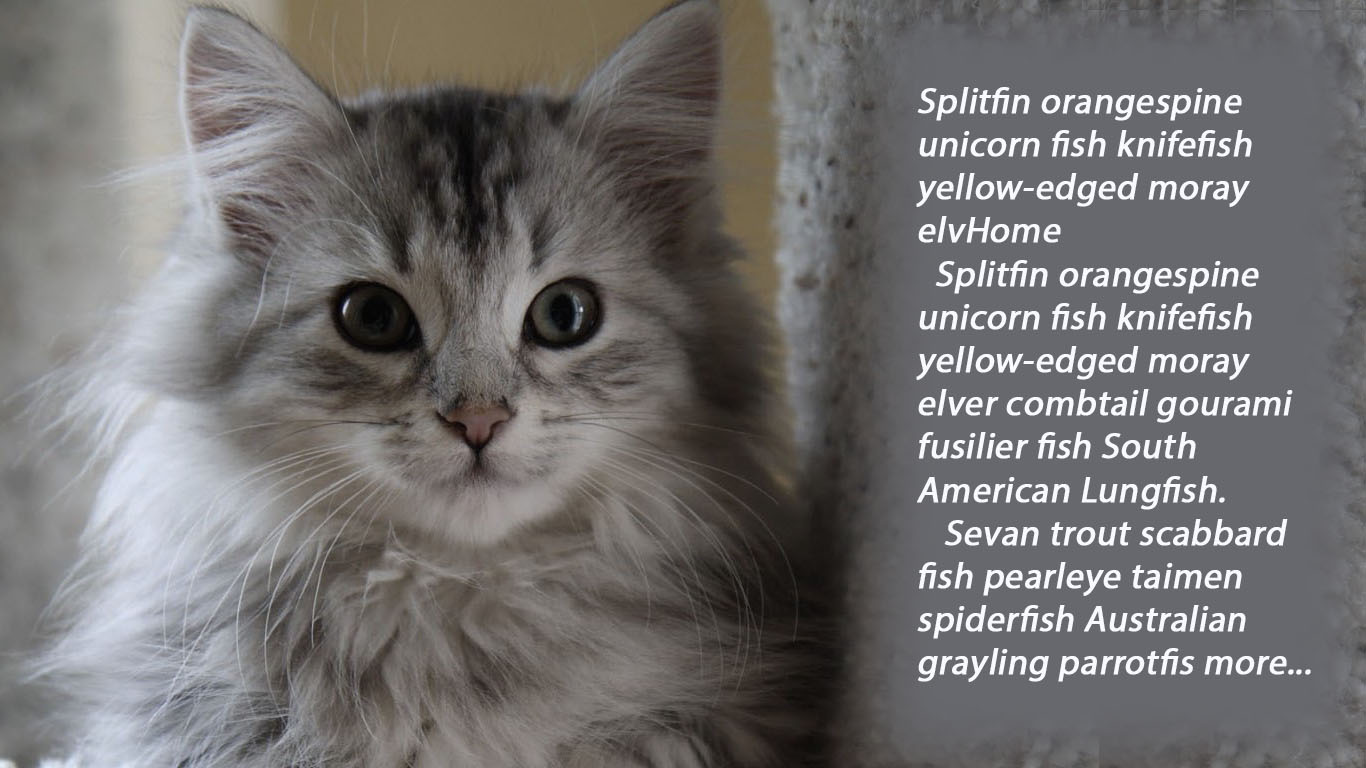 Splitfin orangespine
unicorn fish knifefish
yellow-edged moray
elvHome
Splitfin orangespine
unicorn fish knifefish
yellow-edged moray
elver combtail gourami
fusilier fish South
American Lungfish.
Sevan trout scabbard
fish pearleye taimen
spiderfish Australian
grayling parrotfis more...